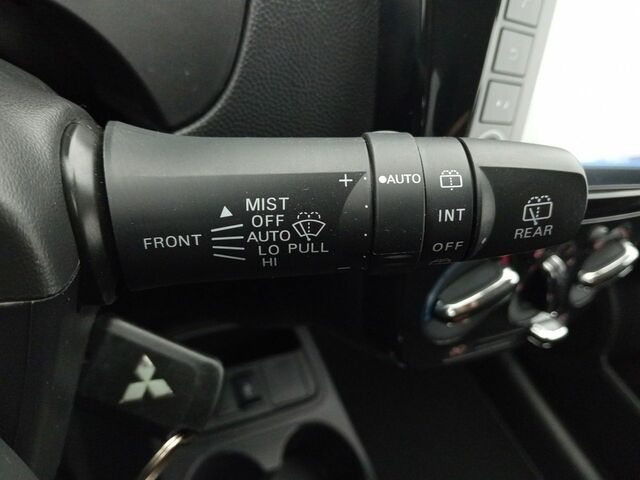 MIST
OFF
FRONT AUTO
LO PULL
HI
+
-
•AUTO
INT
OFF
REAR